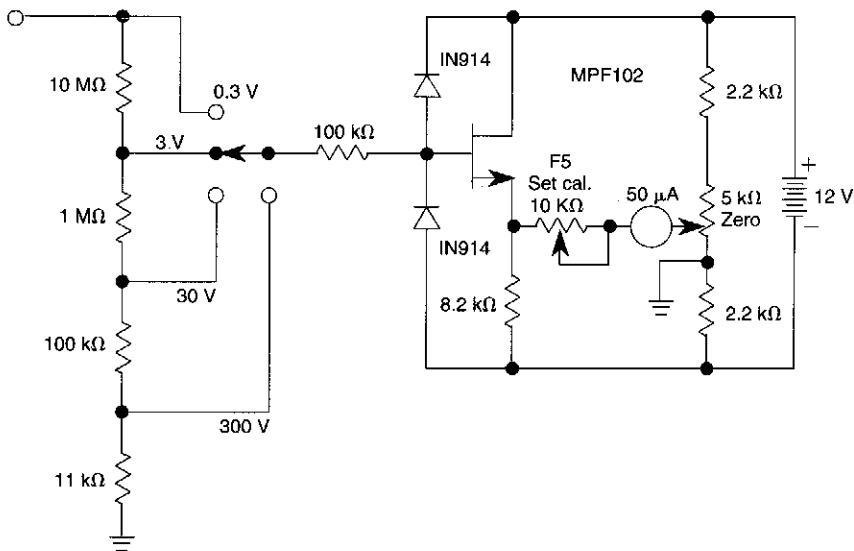 IN914
MPF102
10 MΩ
0.3 V
2.2 kΩ
100 kΩ
3.V
F5
Set cal.
10 KΩ
50 μA
+
5 kΩ
Zero
12 V
−
1 MΩ
IN914
30 V
8.2 kΩ
2.2 kΩ
100 kΩ
300 V
11 kΩ